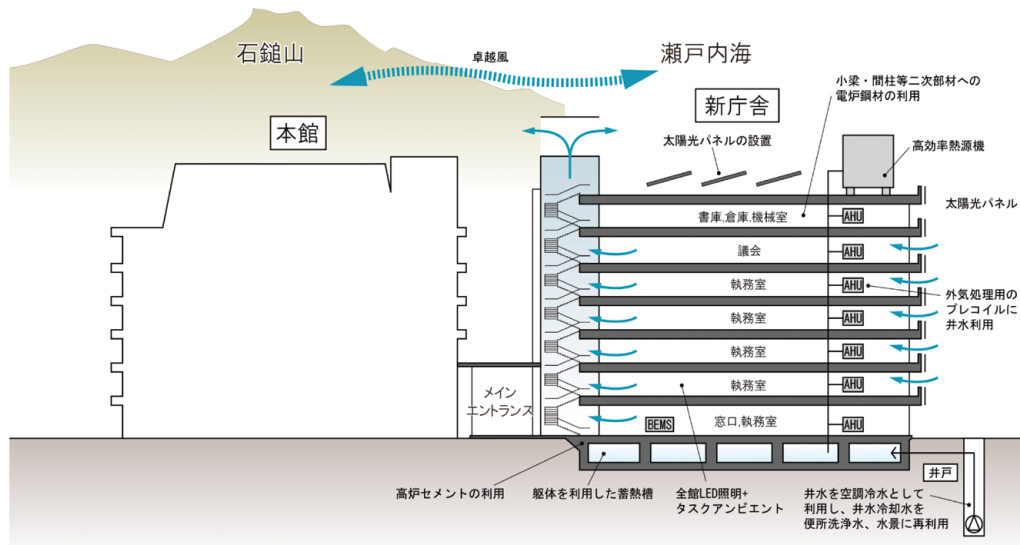 石鎚山
卓越風
瀬戸内海
小梁・間柱等二次部材への
電炉鋼材の利用
新庁舎
本館
太陽光パネルの設置
高効率熱源機
太陽光パネル
書庫,倉庫,機械室
AHU
議会
AHU
執務室
AHU
外気処理用の
プレコイルに
井水利用
執務室
AHU
執務室
AHU
執務室
AHU
メイン
エントランス
BEMS
窓口,執務室
AHU
井戸
高炉セメントの利用
躯体を利用した蓄熱槽
全館LED照明+
タスクアンビエント
井水を空調冷水として
利用し、井水冷却水を
便所洗浄水、水景に再利用